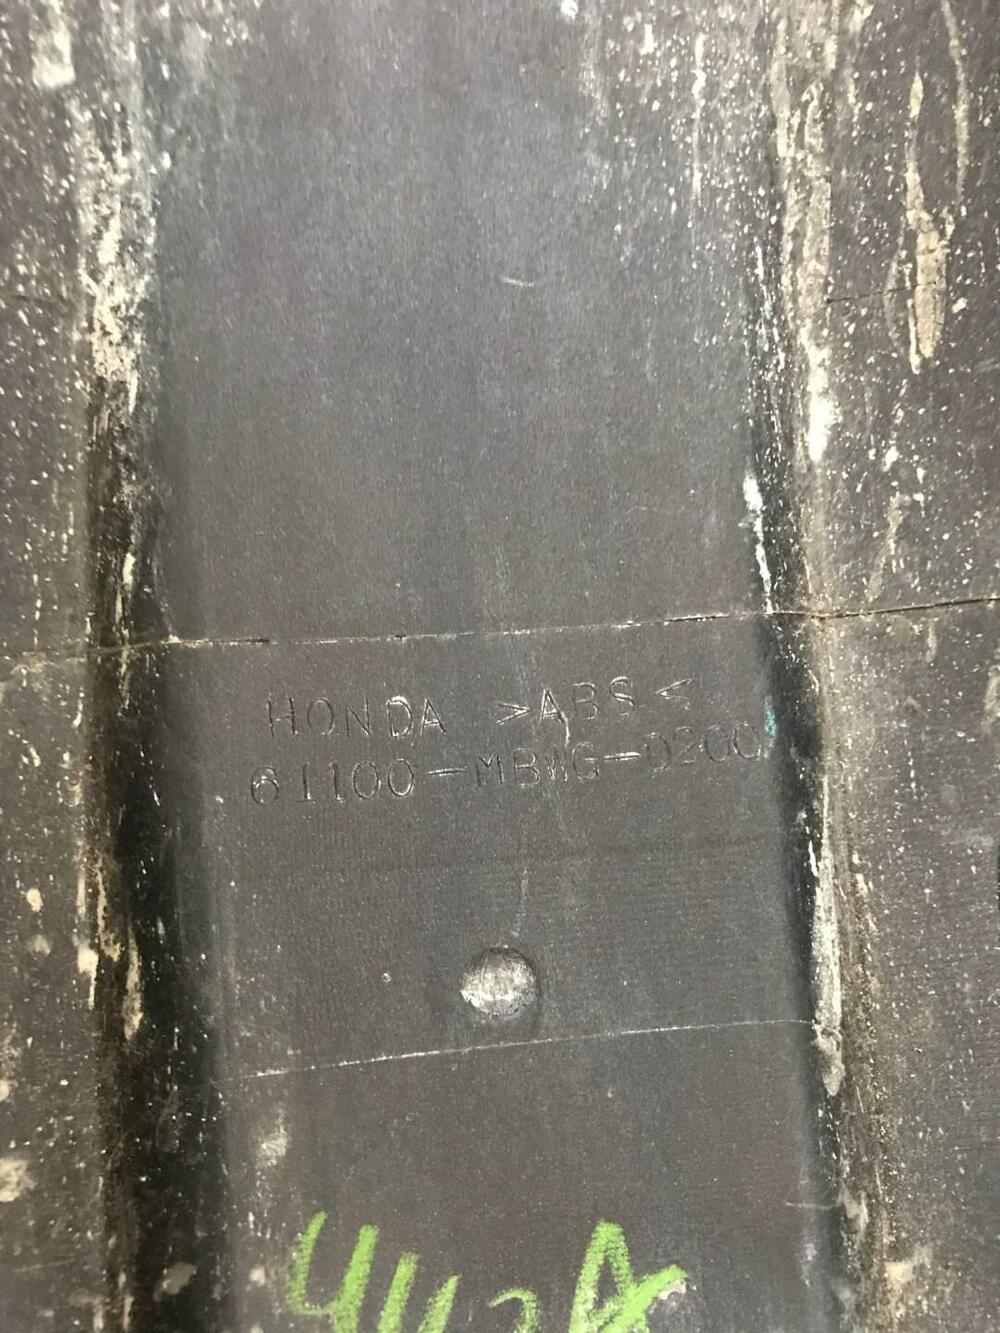 HONDA >ABS<
61100-MBWG-D200